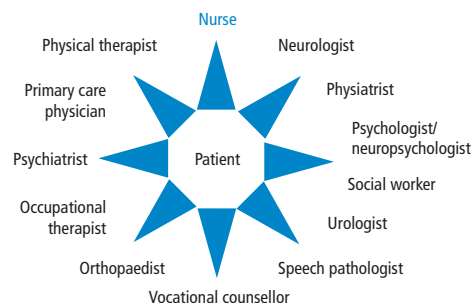 Nurse
Physical therapist
Neurologist
Primary care
physician
Physiatrist
Psychologist/
neuropsychologist
Psychiatrist
Patient
Social worker
Occupational
therapist
Urologist
Orthopaedist
Speech pathologist
Vocational counsellor